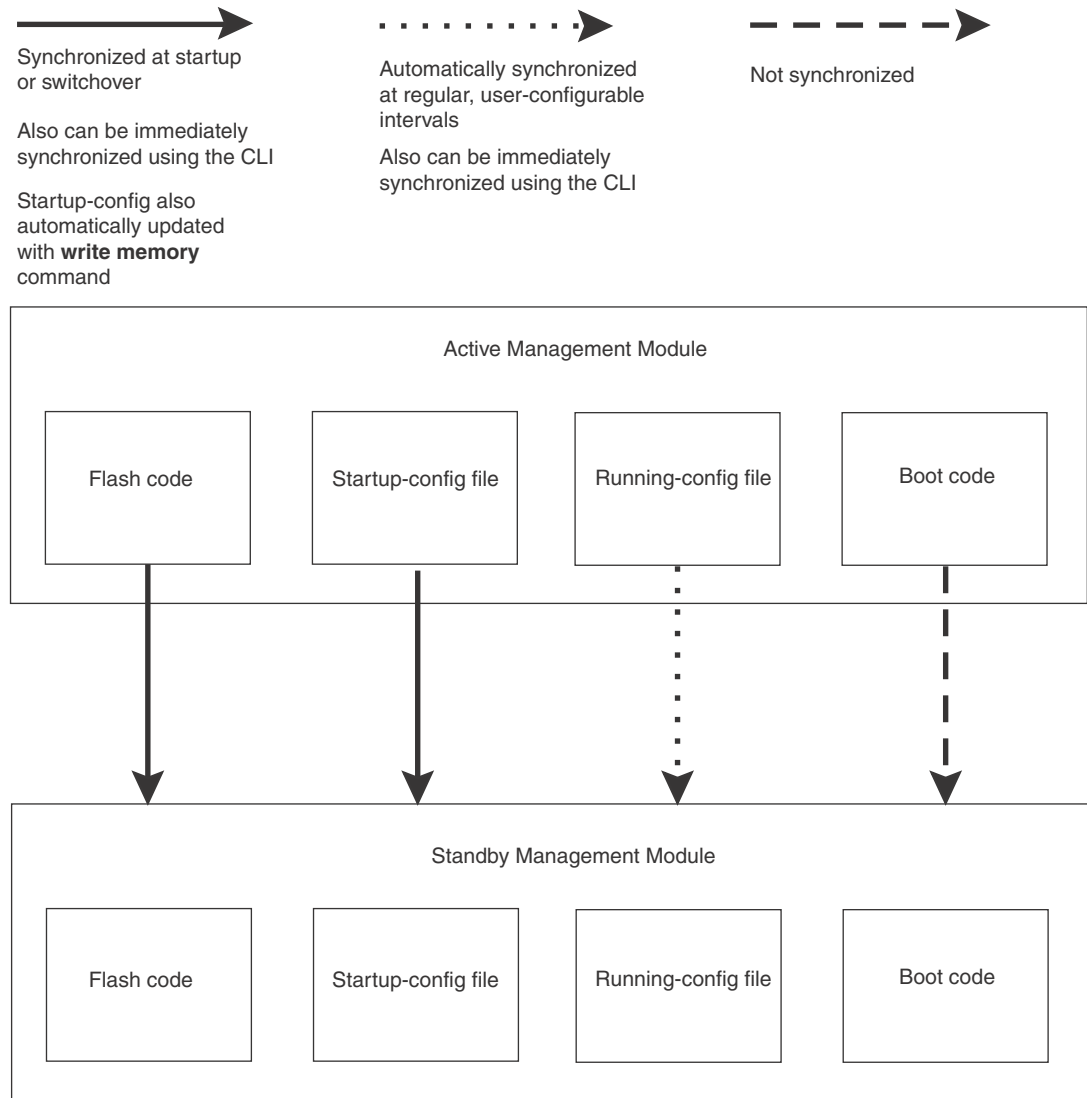 Synchronized at startup
or switchover
Also can be immediately
synchronized using the CLI
Startup-config also
automatically updated
with write memory
command
Automatically synchronized
at regular, user-configurable
intervals
Also can be immediately
synchronized using the CLI
Not synchronized
Active Management Module
Flash code
Startup-config file
Running-config file
Boot code
Standby Management Module
Flash code
Startup-config file
Running-config file
Boot code